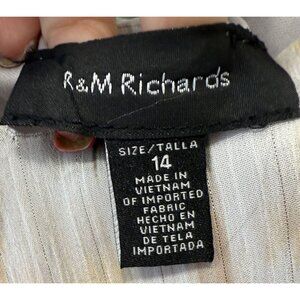 R&M Richards
SIZE/TALLA
14
MADE IN
VIETNAM
OF IMPORTED
FABRIC
HECHO EN
VIETNAM
DE TELA
IMPORTADA